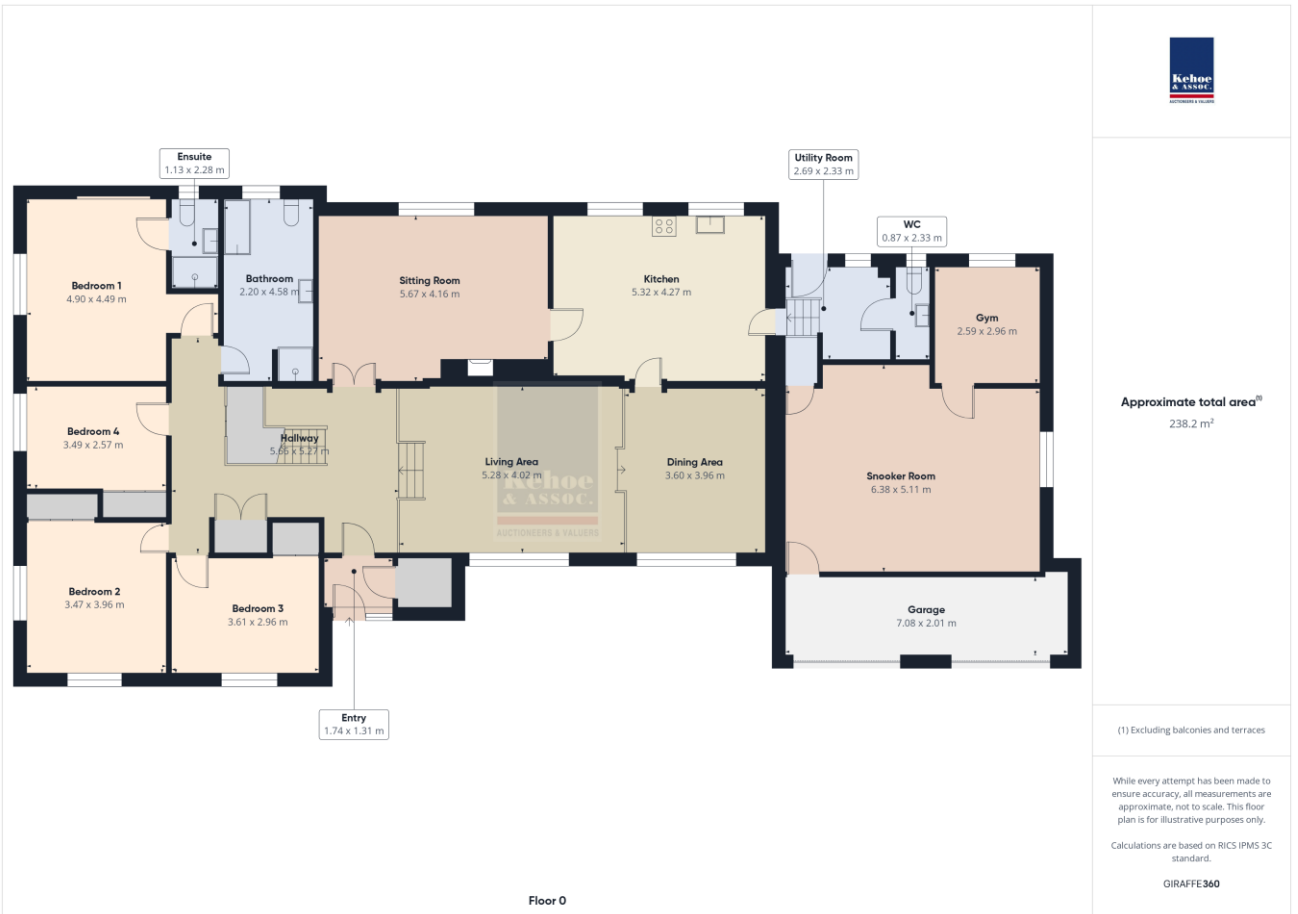 Kehoe
& ASSOC.
AUCTIONEERS & VALUERS
Ensuite
1.13 x 2.28 m
Utility Room
2.69 x 2.33 m
WC
0.87 x 2.33 m
Bedroom 1
4.90 x 4.49 m
Bathroom
2.20 x 4.58 m
Sitting Room
5.67 x 4.16 m
Kitchen
5.32 x 4.27 m
Gym
2.59 x 2.96 m
Approximate total area(1)
238.2 m²
Bedroom 4
3.49 x 2.57 m
Hallway
5.66 x 5.27 m
Living Area
5.28 x 4.02 m
Dining Area
3.60 x 3.96 m
Snooker Room
6.38 x 5.11 m
Kehoe
& ASSOC.
AUCTIONEERS & VALUERS
Bedroom 2
3.47 x 3.96 m
Bedroom 3
3.61 x 2.96 m
Garage
7.08 x 2.01 m
Entry
1.74 x 1.31 m
(1) Excluding balconies and terraces
While every attempt has been made to
ensure accuracy, all measurements are
approximate, not to scale. This floor
plan is for illustrative purposes only.
Calculations are based on RICS IPMS 3C
standard.
GIRAFFE360
Floor 0